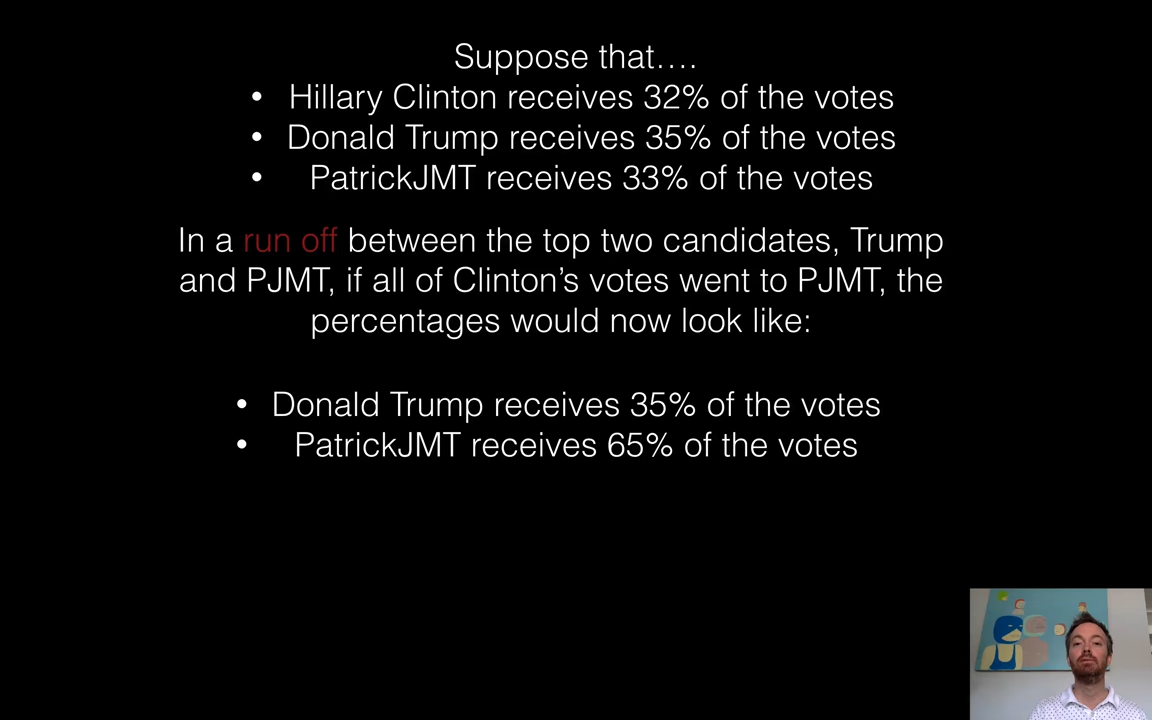 Suppose that….
• Hillary Clinton receives 32% of the votes
• Donald Trump receives 35% of the votes
• PatrickJMT receives 33% of the votes
In a run off between the top two candidates, Trump
and PJMT, if all of Clinton’s votes went to PJMT, the
percentages would now look like:
• Donald Trump receives 35% of the votes
• PatrickJMT receives 65% of the votes